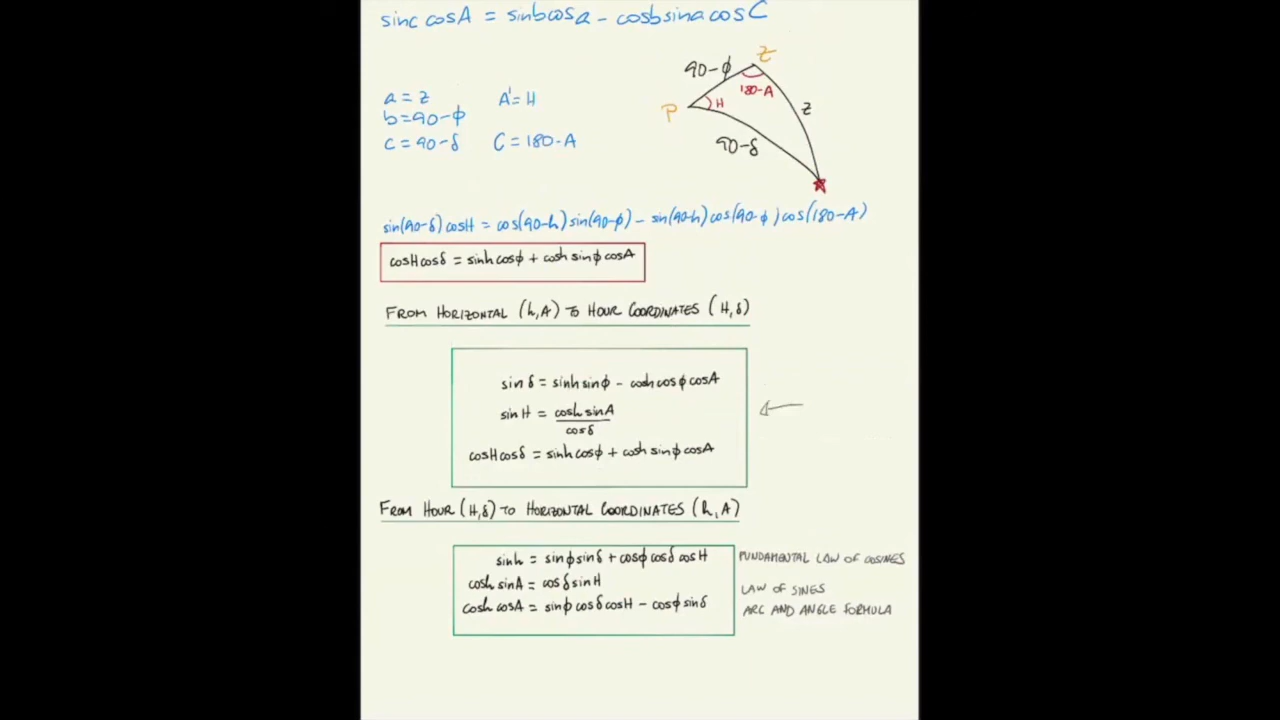 sinc cosA = sinb cosa - cosb sina cosC
Z
90-φ
180-A
a = z A' = H
H
P
z
b = 90-φ
c = 90-δ C = 180-A
90-δ
sin(90-δ) cosH = cos(90-h) sin(90-φ) - sin(90-h) cos(90-φ) cos(180-A)
cosH cosδ = sinh cosφ + cosh sinφ cosA
FROM HORIZONTAL (h, A) TO HOUR COORDINATES (H, δ)
sin δ = sinh sinφ - cosh cosφ cosA
sin H = cosh sinA
cosδ
cosH cosδ = sinh cosφ + cosh sinφ cosA
FROM HOUR (H, δ) TO HORIZONTAL COORDINATES (h, A)
sinh = sinφ sinδ + cosφ cosδ cosH FUNDAMENTAL LAW OF COSINES
cosh sinA = cosδ sinH LAW OF SINES
cosh cosA = sinφ cosδ cosH - cosφ sinδ ARC AND ANGLE FORMULA